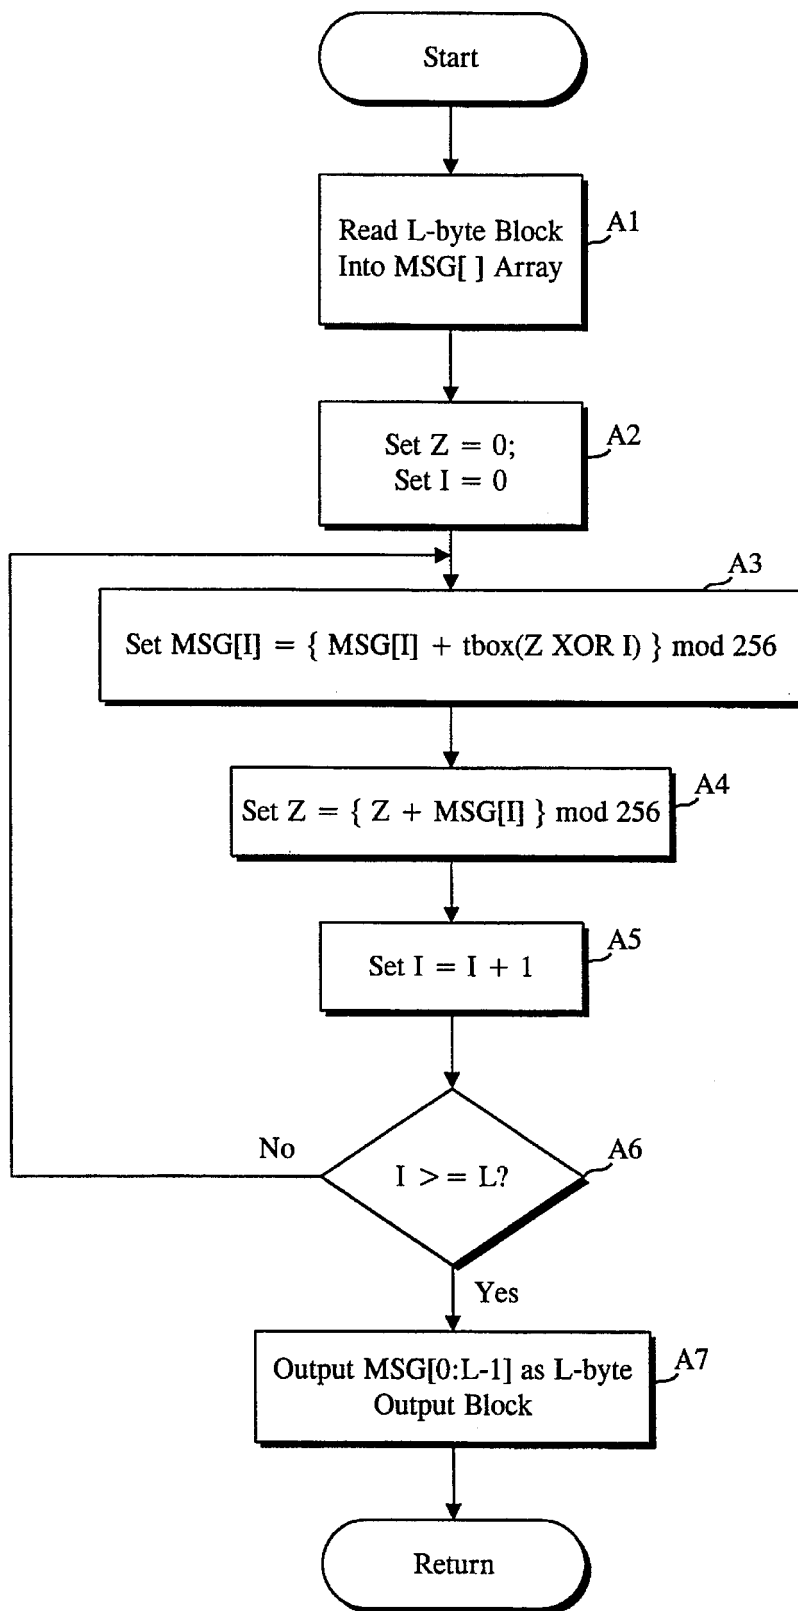 Start
Read L-byte Block
Into MSG[ ] Array
A1
Set Z = 0;
Set I = 0
A2
A3
Set MSG[I] = { MSG[I] + tbox(Z XOR I) } mod 256
Set Z = { Z + MSG[I] } mod 256
A4
Set I = I + 1
A5
No
I >= L?
A6
Yes
Output MSG[0:L-1] as L-byte
Output Block
A7
Return